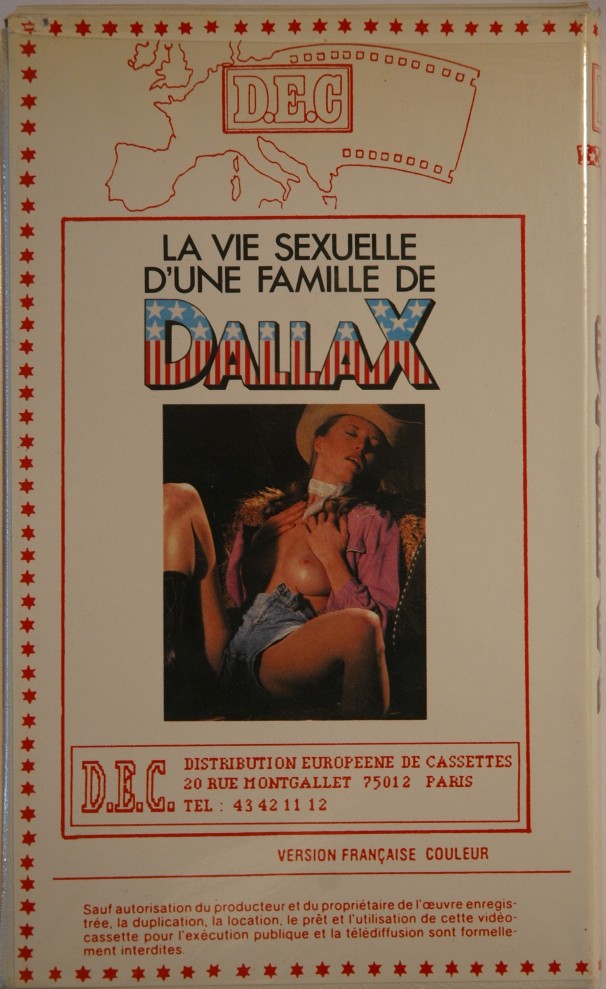 D.E.C
LA VIE SEXUELLE
D'UNE FAMILLE DE
DALLAX
D.E.C.
DISTRIBUTION EUROPEENE DE CASSETTES
20 RUE MONTGALLET 75012 PARIS
TEL : 43 42 11 12
VERSION FRANÇAISE COULEUR
Sauf autorisation du producteur et du propriétaire de l'œuvre enregis-
trée, la duplication, la location, le prêt et l'utilisation de cette vidéo-
cassette pour l'exécution publique et la télédiffusion sont formelle-
ment interdites.